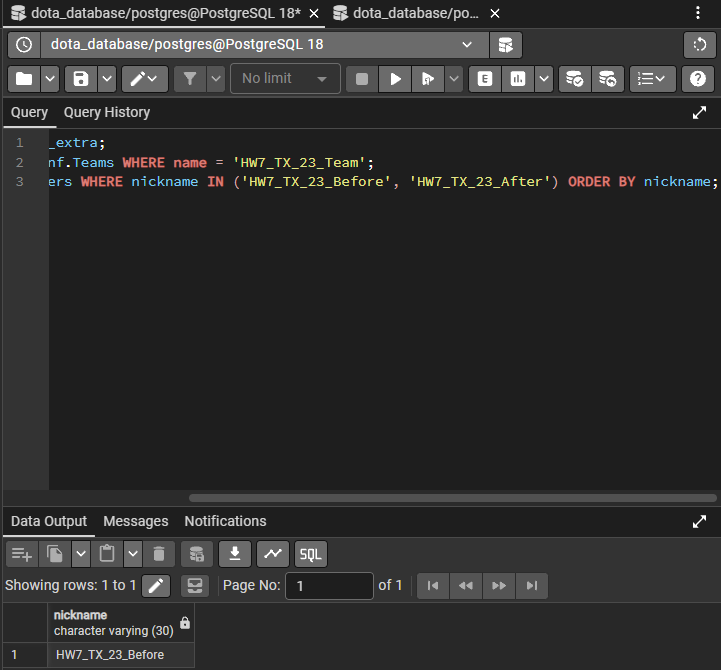 dota_database/postgres@PostgreSQL 18*
dota_database/po...
dota_database/postgres@PostgreSQL 18
No limit
E
SQL
Query
Query History
1 _extra;
2 nf.Teams WHERE name = 'HW7_TX_23_Team';
3 ers WHERE nickname IN ('HW7_TX_23_Before', 'HW7_TX_23_After') ORDER BY nickname;
Data Output
Messages
Notifications
SQL
Showing rows: 1 to 1
Page No: 1 of 1
nickname
character varying (30)
1 HW7_TX_23_Before